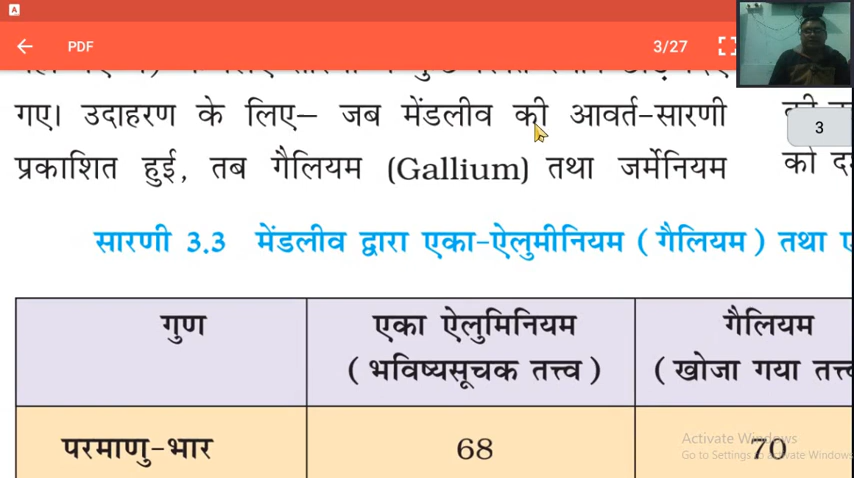 A
PDF
3/27
गए। उदाहरण के लिए– जब मेंडलीव की आवर्त-सारणी
3
प्रकाशित हुई, तब गैलियम (Gallium) तथा जर्मेनियम
को
सारणी 3.3 मेंडलीव द्वारा एका-ऐलुमीनियम ( गैलियम ) तथा
गुण
एका ऐलुमिनियम
( भविष्यसूचक तत्त्व )
गैलियम
( खोजा गया तत्त्व
परमाणु-भार
68
70
Activate Windows
Go to Settings to activate Windows